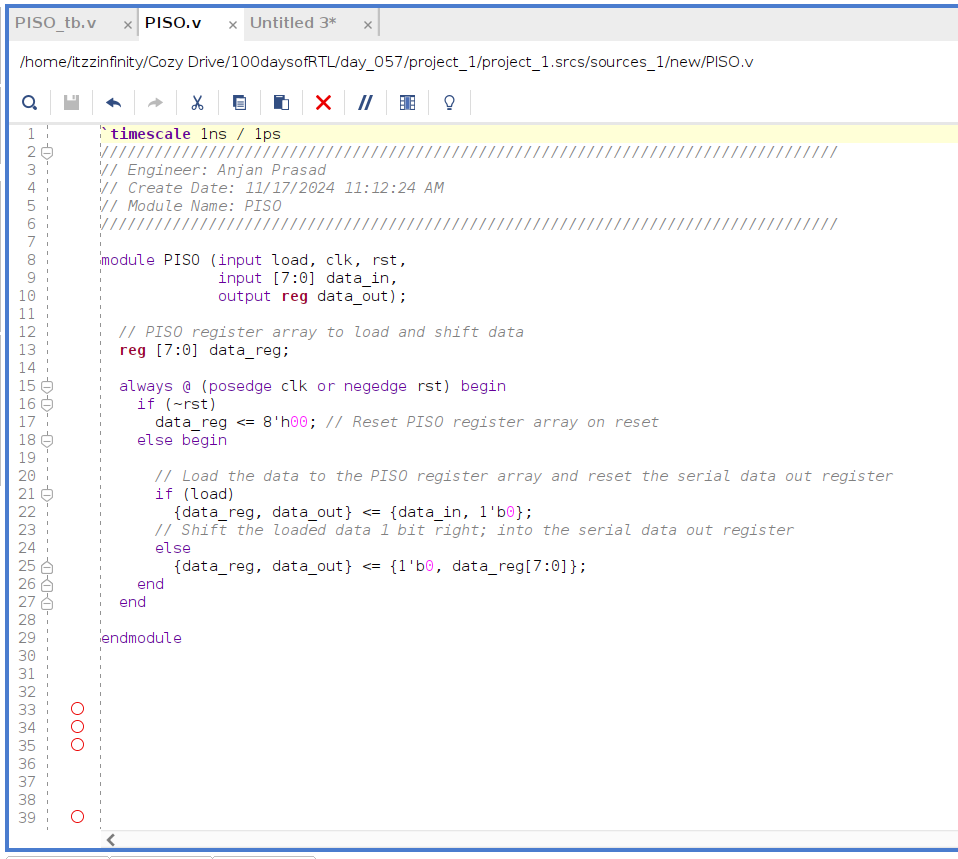 PISO_tb.v × PISO.v × Untitled 3* ×
/home/itzzinfinity/Cozy Drive/100daysofRTL/day_057/project_1/project_1.srcs/sources_1/new/PISO.v
1 `timescale 1ns / 1ps
2 //////////////////////////////////////////////////////////////////////////////////
3 // Engineer: Anjan Prasad
4 // Create Date: 11/17/2024 11:12:24 AM
5 // Module Name: PISO
6 //////////////////////////////////////////////////////////////////////////////////
7
8 module PISO (input load, clk, rst,
9 input [7:0] data_in,
10 output reg data_out);
11
12 // PISO register array to load and shift data
13 reg [7:0] data_reg;
14
15 always @ (posedge clk or negedge rst) begin
16 if (~rst)
17 data_reg <= 8'h00; // Reset PISO register array on reset
18 else begin
19
20 // Load the data to the PISO register array and reset the serial data out register
21 if (load)
22 {data_reg, data_out} <= {data_in, 1'b0};
23 // Shift the loaded data 1 bit right; into the serial data out register
24 else
25 {data_reg, data_out} <= {1'b0, data_reg[7:0]};
26 end
27 end
28
29 endmodule
30
31
32
33
34
35
36
37
38
39